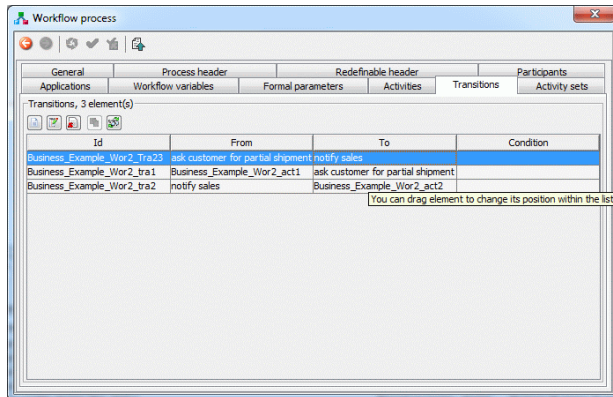 Workflow process
General Process header Redefinable header Participants
Applications Workflow variables Formal parameters Activities Transitions Activity sets
Transitions, 3 element(s)
Id From To Condition
Business_Example_Wor2_Tra23 ask customer for partial shipment notify sales
Business_Example_Wor2_tra1 Business_Example_Wor2_act1 ask customer for partial shipment
Business_Example_Wor2_tra2 notify sales Business_Example_Wor2_act2
You can drag element to change its position within the list